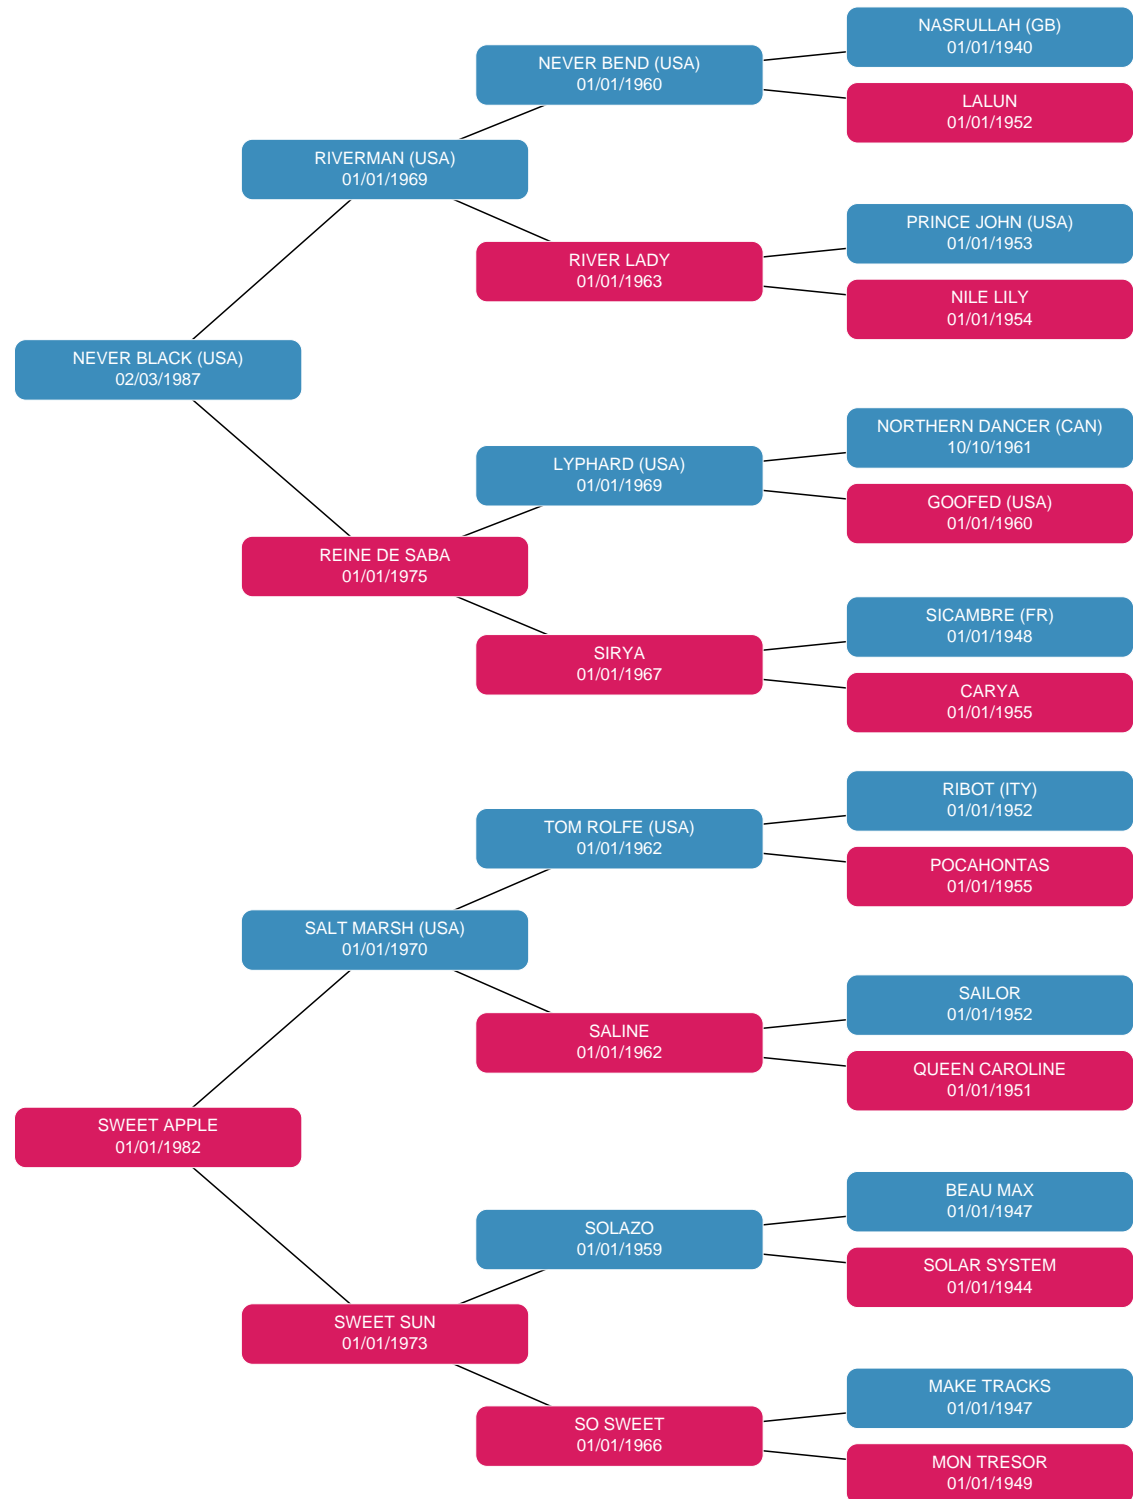 NASRULLAH (GB)
01/01/1940
NEVER BEND (USA)
01/01/1960
LALUN
01/01/1952
RIVERMAN (USA)
01/01/1969
PRINCE JOHN (USA)
01/01/1953
RIVER LADY
01/01/1963
NILE LILY
01/01/1954
NEVER BLACK (USA)
02/03/1987
NORTHERN DANCER (CAN)
10/10/1961
LYPHARD (USA)
01/01/1969
GOOFED (USA)
01/01/1960
REINE DE SABA
01/01/1975
SICAMBRE (FR)
01/01/1948
SIRYA
01/01/1967
CARYA
01/01/1955
RIBOT (ITY)
01/01/1952
TOM ROLFE (USA)
01/01/1962
POCAHONTAS
01/01/1955
SALT MARSH (USA)
01/01/1970
SAILOR
01/01/1952
SALINE
01/01/1962
QUEEN CAROLINE
01/01/1951
SWEET APPLE
01/01/1982
BEAU MAX
01/01/1947
SOLAZO
01/01/1959
SOLAR SYSTEM
01/01/1944
SWEET SUN
01/01/1973
MAKE TRACKS
01/01/1947
SO SWEET
01/01/1966
MON TRESOR
01/01/1949